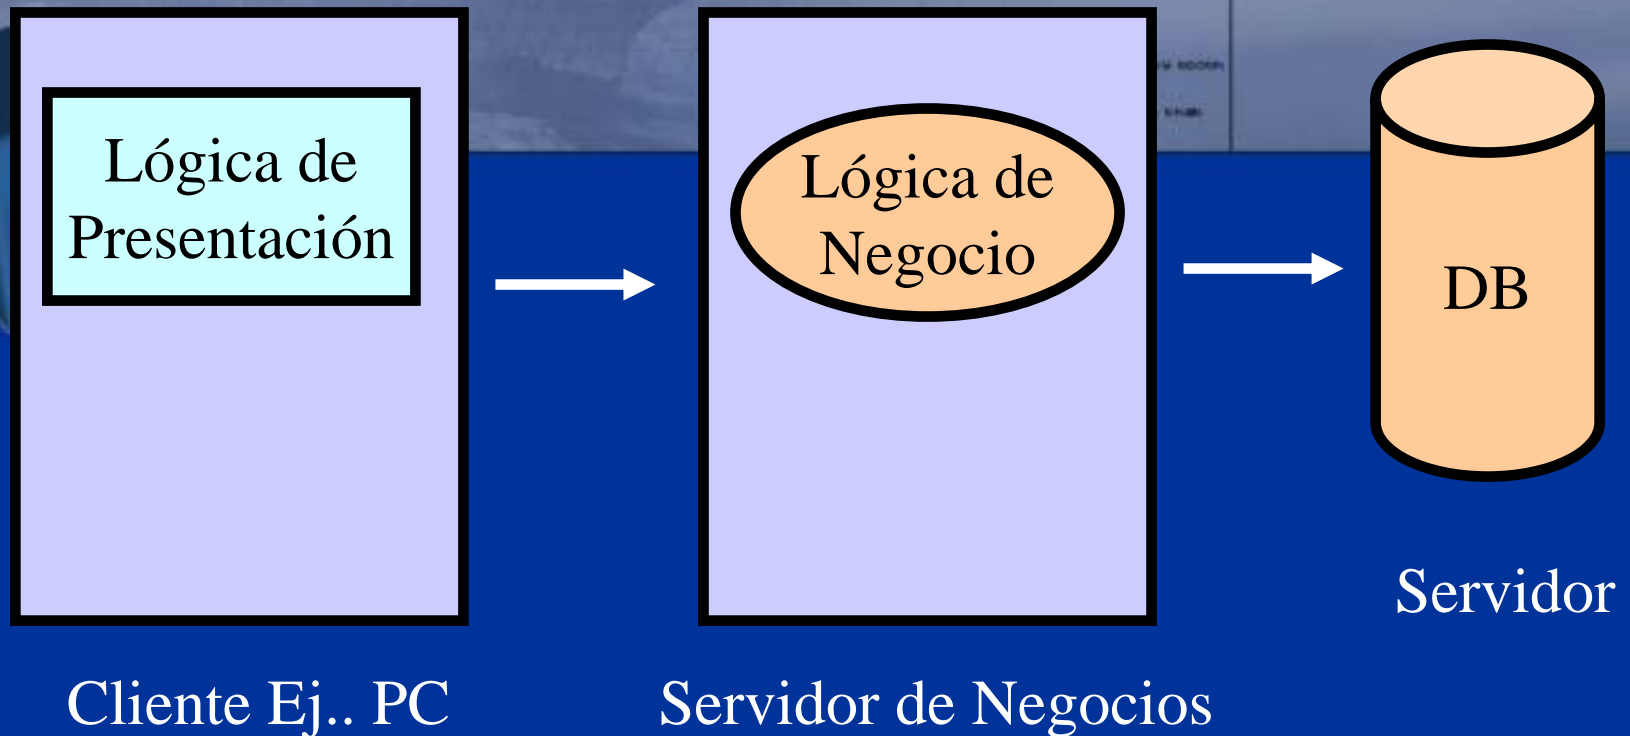 Lógica de
Presentación
Lógica de
Negocio
DB
Servidor
Cliente Ej.. PC
Servidor de Negocios